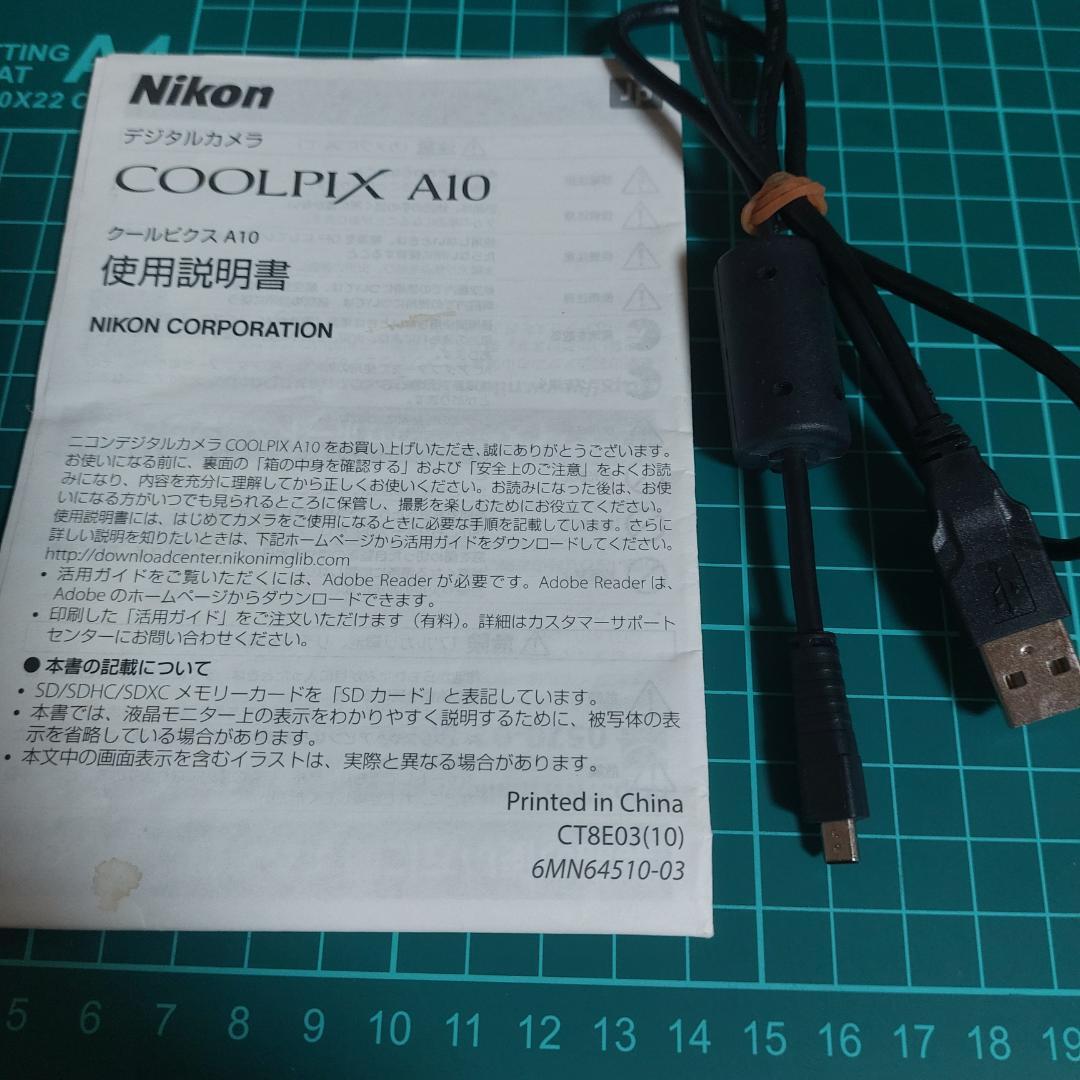 TTING
AT
0X22 C
A4
Nikon
JP
デジタルカメラ
COOLPIX A10
クールピクス A10
使用説明書
NIKON CORPORATION
ニコンデジタルカメラ COOLPIX A10 をお買い上げいただき、誠にありがとうございます。
お使いになる前に、裏面の「箱の中身を確認する」および「安全上のご注意」をよくお読
みになり、内容を充分に理解してから正しくお使いください。お読みになった後は、お使
いになる方がいつでも見られるところに保管し、撮影を楽しむためにお役立てください。
使用説明書には、はじめてカメラをご使用になるときに必要な手順を記載しています。さらに
詳しい説明を知りたいときは、下記ホームページから活用ガイドをダウンロードしてください。
http://downloadcenter.nikonimglib.com
• 活用ガイドをご覧いただくには、Adobe Reader が必要です。Adobe Reader は、
Adobe のホームページからダウンロードできます。
• 印刷した「活用ガイド」をご注文いただけます（有料）。詳細はカスタマーサポート
センターにお問い合わせください。
● 本書の記載について
• SD/SDHC/SDXC メモリーカードを「SD カード」と表記しています。
• 本書では、液晶モニター上の表示をわかりやすく説明するために、被写体の表
示を省略している場合があります。
• 本文中の画面表示を含むイラストは、実際と異なる場合があります。
Printed in China
CT8E03(10)
6MN64510-03
5 6 7 8 9 10 11 12 13 14 15 16 17 18 19